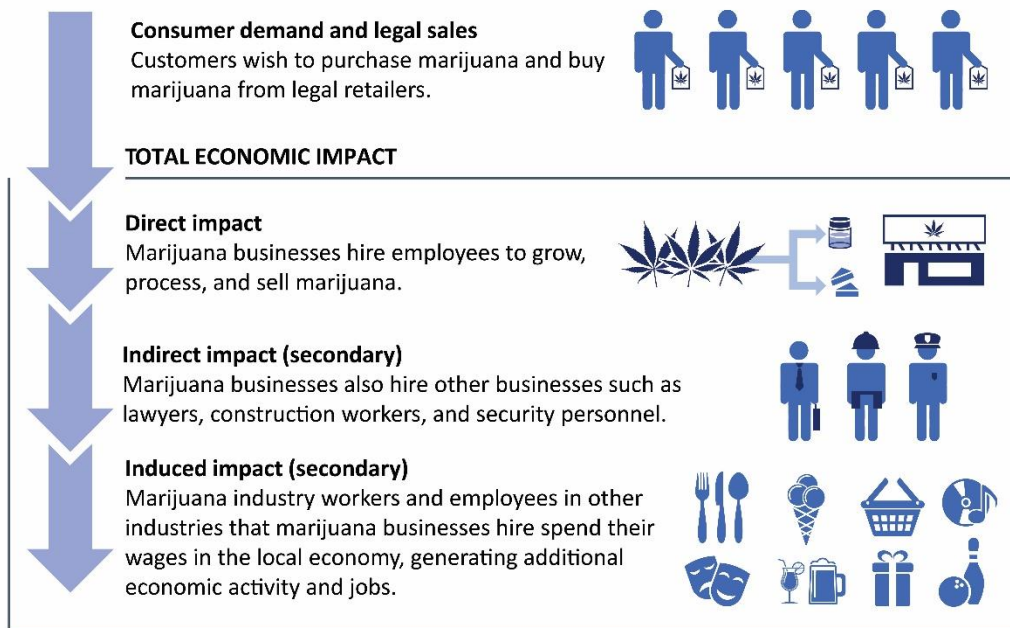 Consumer demand and legal sales
Customers wish to purchase marijuana and buy
marijuana from legal retailers.
TOTAL ECONOMIC IMPACT
Direct impact
Marijuana businesses hire employees to grow,
process, and sell marijuana.
Indirect impact (secondary)
Marijuana businesses also hire other businesses such as
lawyers, construction workers, and security personnel.
Induced impact (secondary)
Marijuana industry workers and employees in other
industries that marijuana businesses hire spend their
wages in the local economy, generating additional
economic activity and jobs.